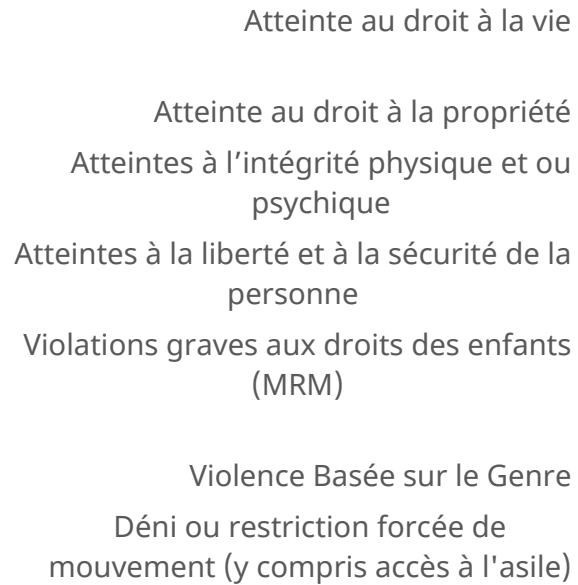 Atteinte au droit à la vie
Atteinte au droit à la propriété
Atteintes à l’intégrité physique et ou
psychique
Atteintes à la liberté et à la sécurité de la
personne
Violations graves aux droits des enfants
(MRM)
Violence Basée sur le Genre
Déni ou restriction forcée de
mouvement (y compris accès à l'asile)